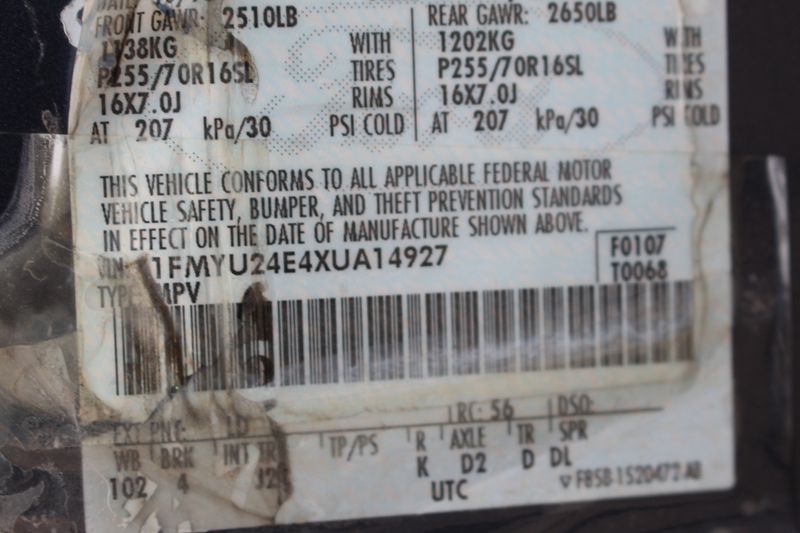 FRONT GAWR: 2510LB REAR GAWR: 2650LB
1138KG WITH 1202KG WITH
P255/70R16SL TIRES P255/70R16SL TIRES
16X7.0J RIMS 16X7.0J RIMS
AT 207 kPa/30 PSI COLD AT 207 kPa/30 PSI COLD
THIS VEHICLE CONFORMS TO ALL APPLICABLE FEDERAL MOTOR
VEHICLE SAFETY, BUMPER, AND THEFT PREVENTION STANDARDS
IN EFFECT ON THE DATE OF MANUFACTURE SHOWN ABOVE.
VIN: 1FMYU24E4XUA14927 F0107
TYPE: MPV T0068
EXT PNT: RC: 56 DSO:
WB BRK INT TR TP/PS R AXLE TR SPR
102 4 J2 K D2 D DL
UTC F85B-1520472-AB